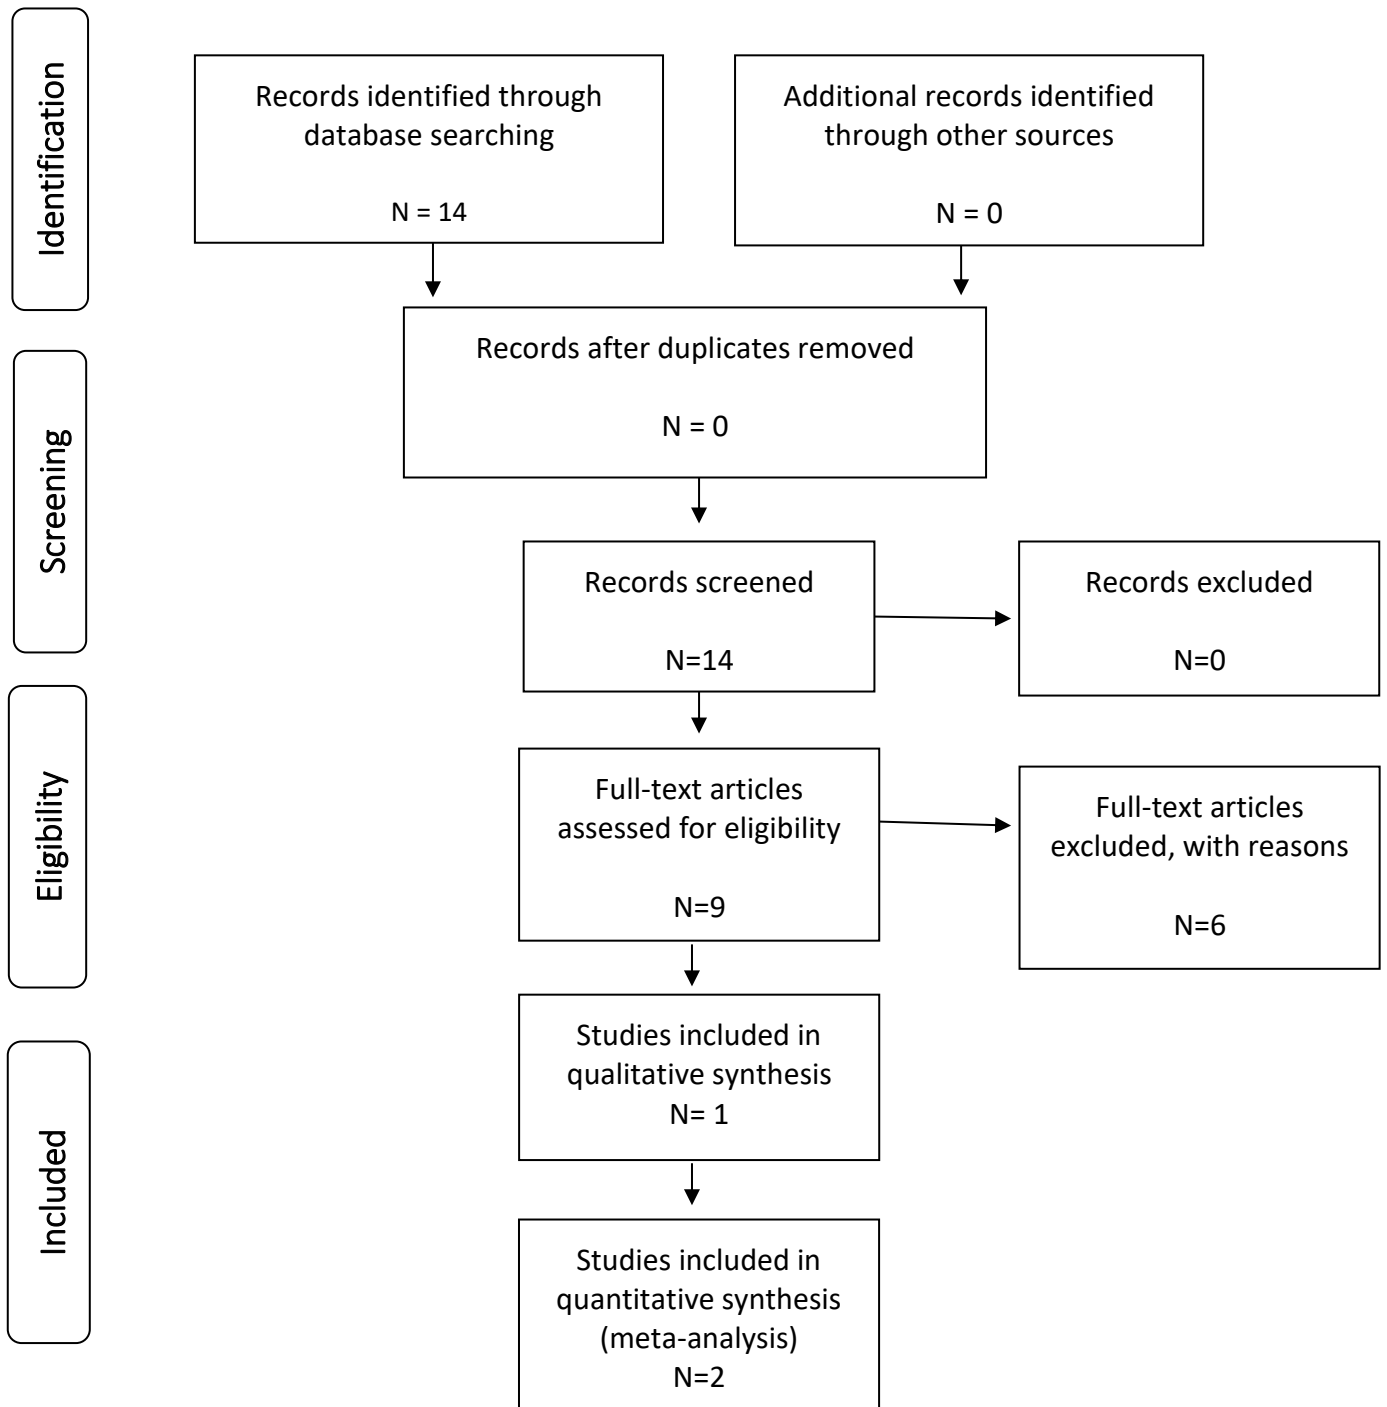 Identification
Records identified through
database searching
N = 14
Additional records identified
through other sources
N = 0
Records after duplicates removed
N = 0
Screening
Records screened
N=14
Records excluded
N=0
Eligibility
Full-text articles
assessed for eligibility
N=9
Full-text articles
excluded, with reasons
N=6
Included
Studies included in
qualitative synthesis
N= 1
Studies included in
quantitative synthesis
(meta-analysis)
N=2